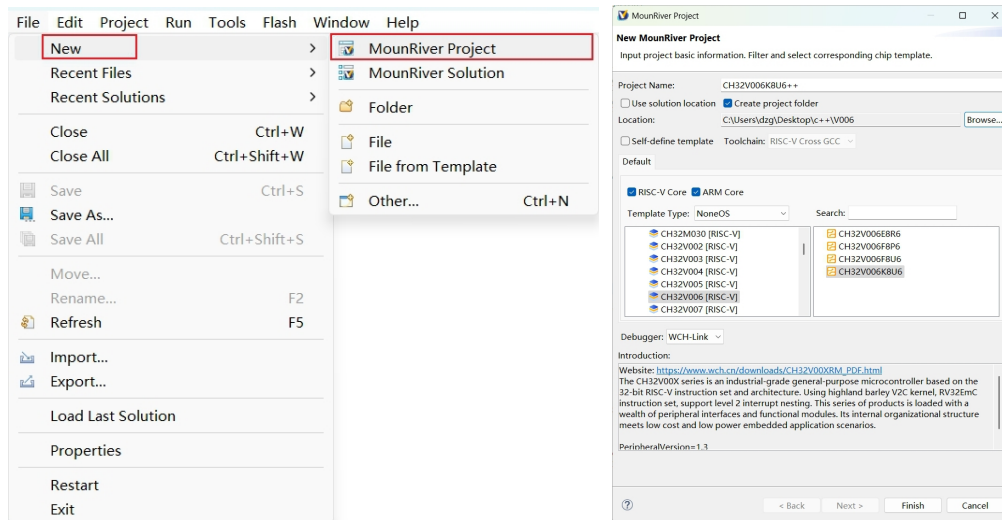 File Edit Project Run Tools Flash Window Help
New >
Recent Files >
Recent Solutions >
Close Ctrl+W
Close All Ctrl+Shift+W
Save Ctrl+S
Save As...
Save All Ctrl+Shift+S
Move...
Rename... F2
Refresh F5
Import...
Export...
Load Last Solution
Properties
Restart
Exit
MounRiver Project
MounRiver Solution
Folder
File
File from Template
Other... Ctrl+N
MounRiver Project
New MounRiver Project
Input project basic information. Filter and select corresponding chip template.
Project Name: CH32V006K8U6++
Use solution location Create project folder
Location: C:\Users\dzg\Desktop\c++\V006 Browse...
Self-define template Toolchain: RISC-V Cross GCC
Default
RISC-V Core ARM Core
Template Type: NoneOS Search:
CH32M030 [RISC-V]
CH32V002 [RISC-V]
CH32V003 [RISC-V]
CH32V004 [RISC-V]
CH32V005 [RISC-V]
CH32V006 [RISC-V]
CH32V007 [RISC-V]
CH32V006E8R6
CH32V006F8P6
CH32V006F8U6
CH32V006K8U6
Debugger: WCH-Link
Introduction:
Website: https://www.wch.cn/downloads/CH32V00XRM_PDF.html
The CH32V00X series is an industrial-grade general-purpose microcontroller based on the
32-bit RISC-V instruction set and architecture. Using highland barley V2C kernel, RV32EmC
instruction set, support level 2 interrupt nesting. This series of products is loaded with a
wealth of peripheral interfaces and functional modules. Its internal organizational structure
meets low cost and low power embedded application scenarios.
PeripheralVersion=1.3
< Back Next > Finish Cancel